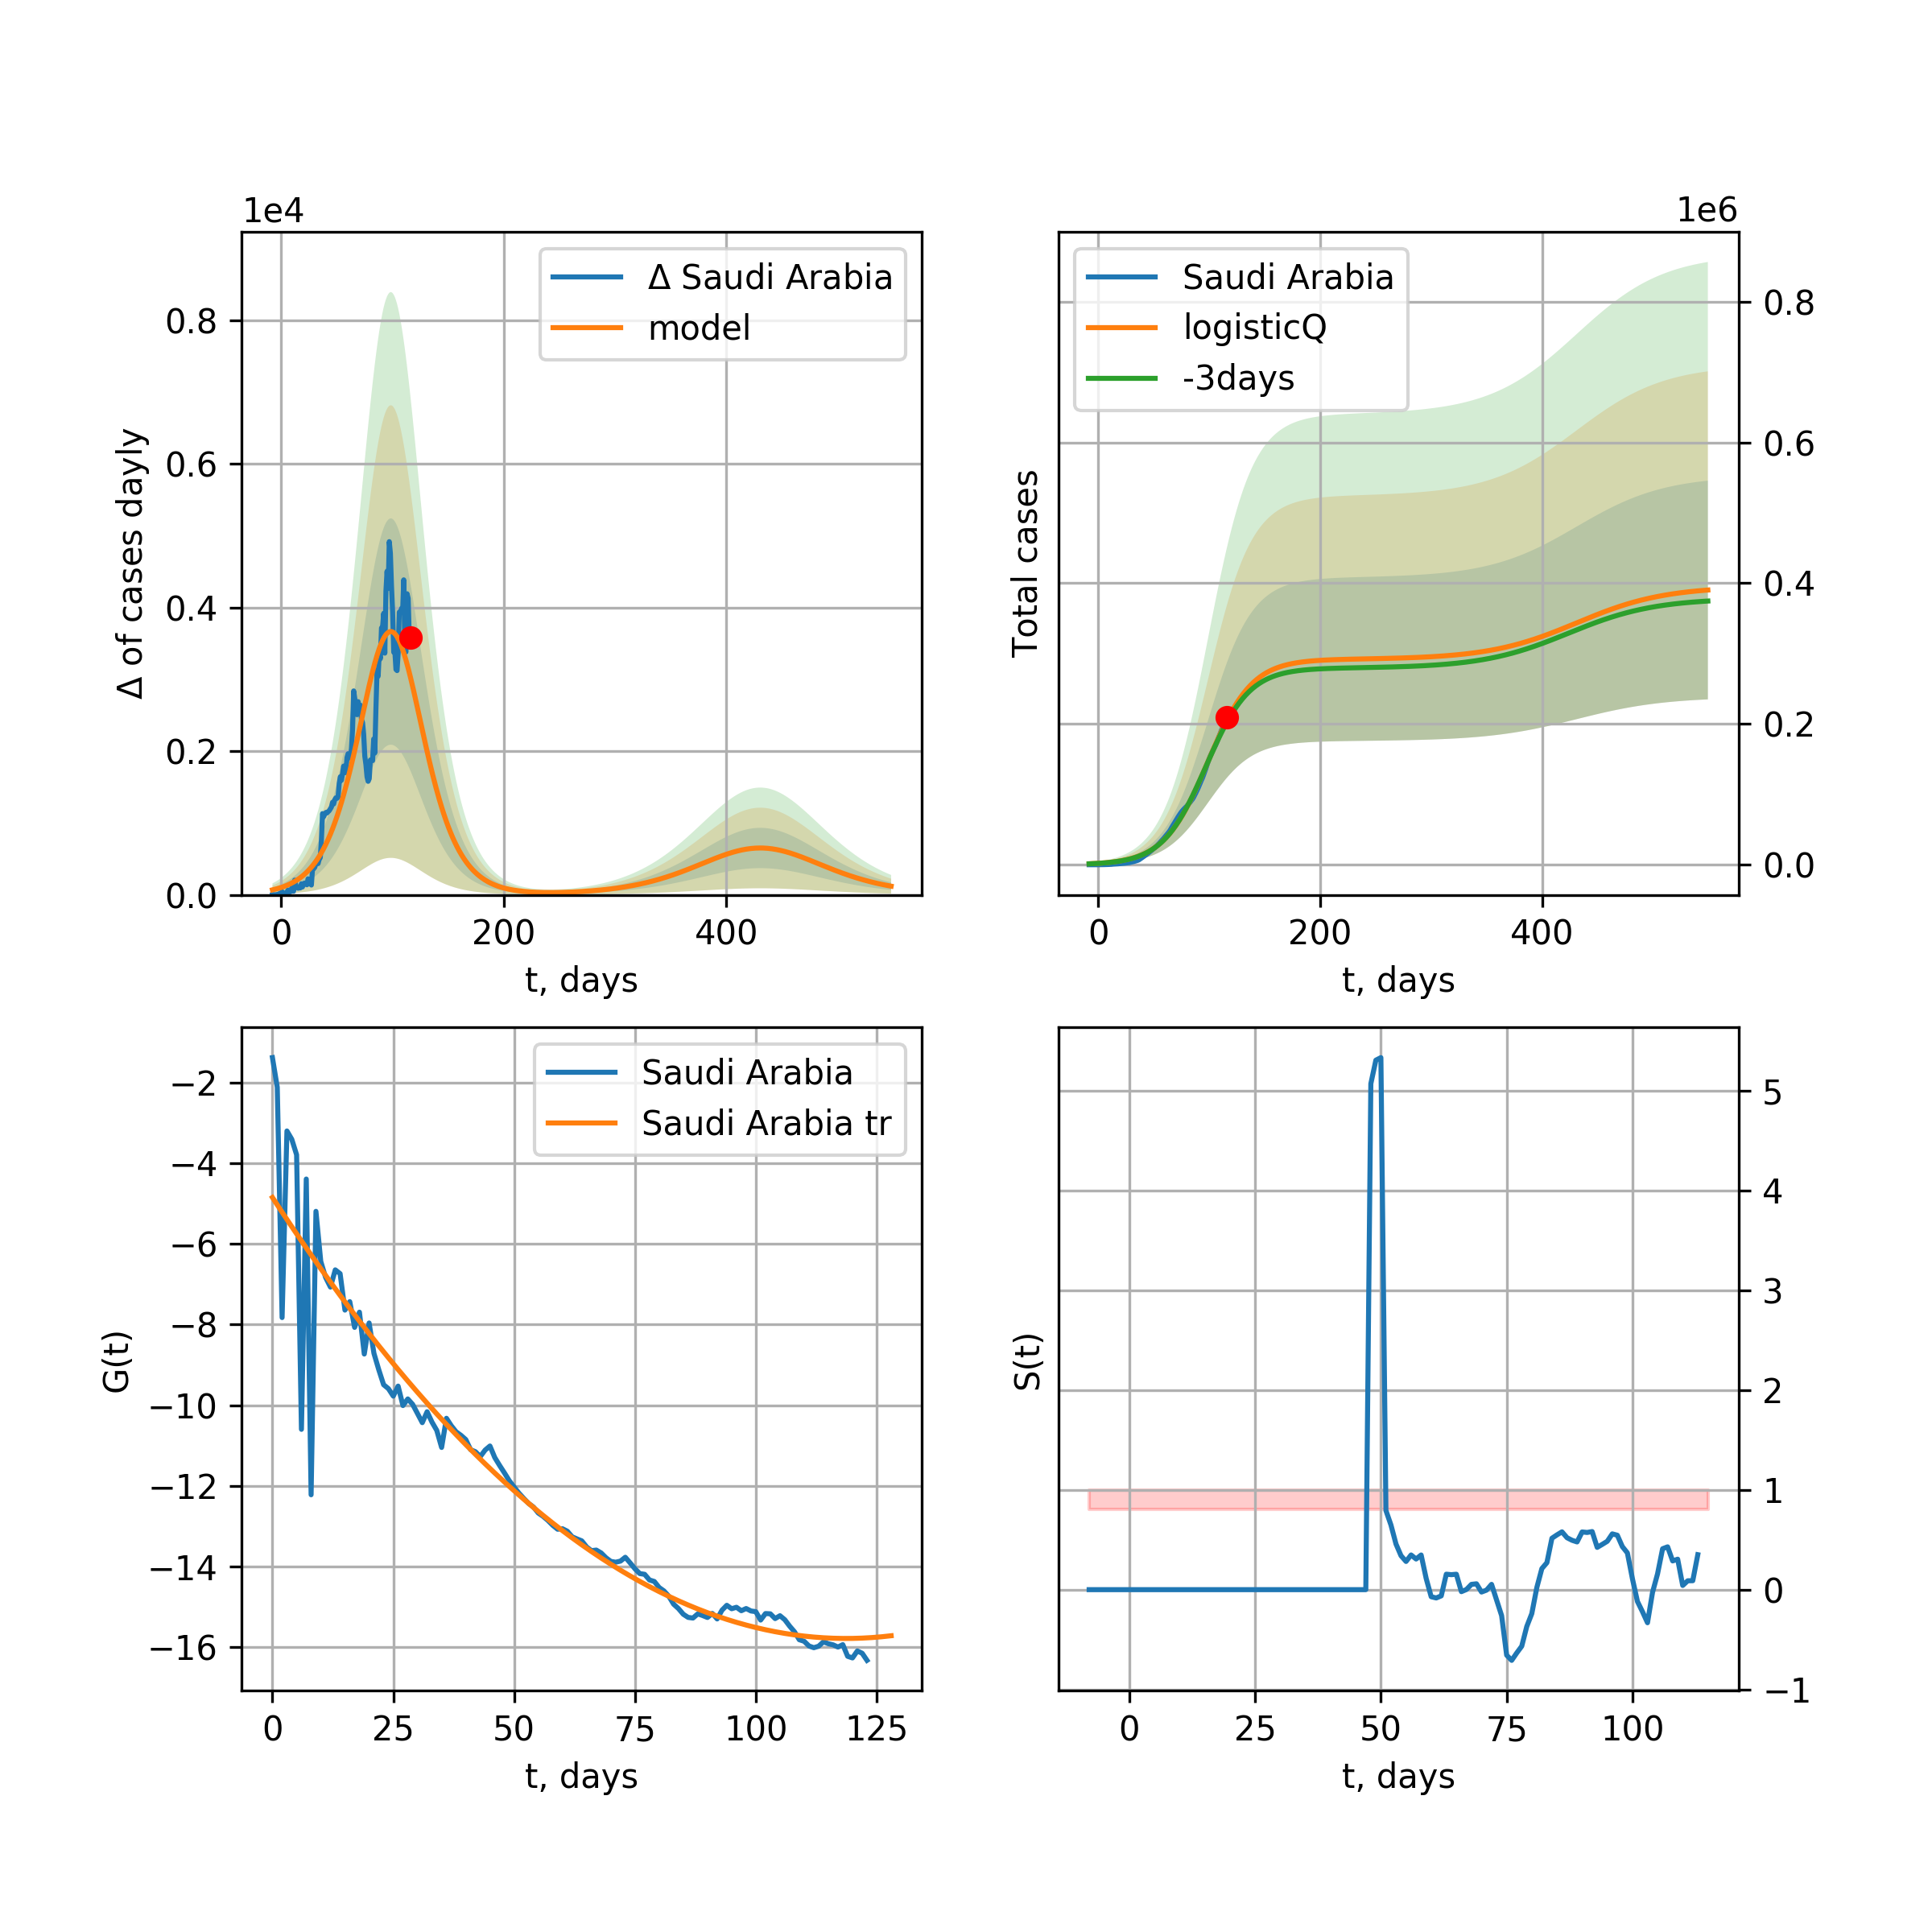 1e4
Δ of cases dayly
0.8
0.6
0.4
0.2
0.0
0 200 400
t, days
Δ Saudi Arabia
model
1e6
Total cases
Saudi Arabia
logisticQ
-3days
0.8
0.6
0.4
0.2
0.0
0 200 400
t, days
G(t)
−2
−4
−6
−8
−10
−12
−14
−16
0 25 50 75 100 125
t, days
Saudi Arabia
Saudi Arabia tr
S(t)
5
4
3
2
1
0
−1
0 25 50 75 100
t, days